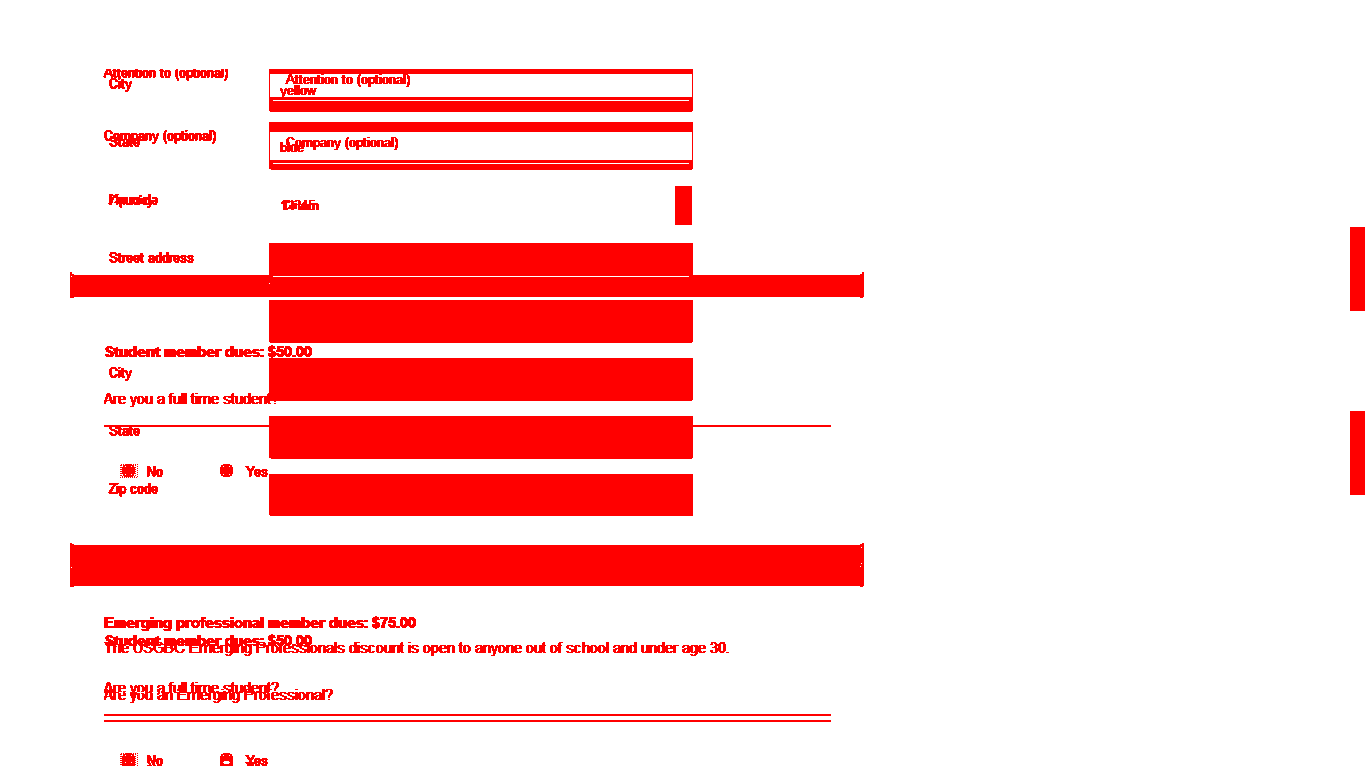 Attention to (optional)
City
Attention to (optional)
yellow
Company (optional)
State
Company (optional)
blue
Street address
Student member dues: $50.00
City
Are you a full time student?
State
No
Yes
Zip code
Emerging professional member dues: $75.00
Student member dues: $50.00
The USGBC Emerging Professionals discount is open to anyone out of school and under age 30.
Are you a full time student?
Are you an Emerging Professional?
No
Yes